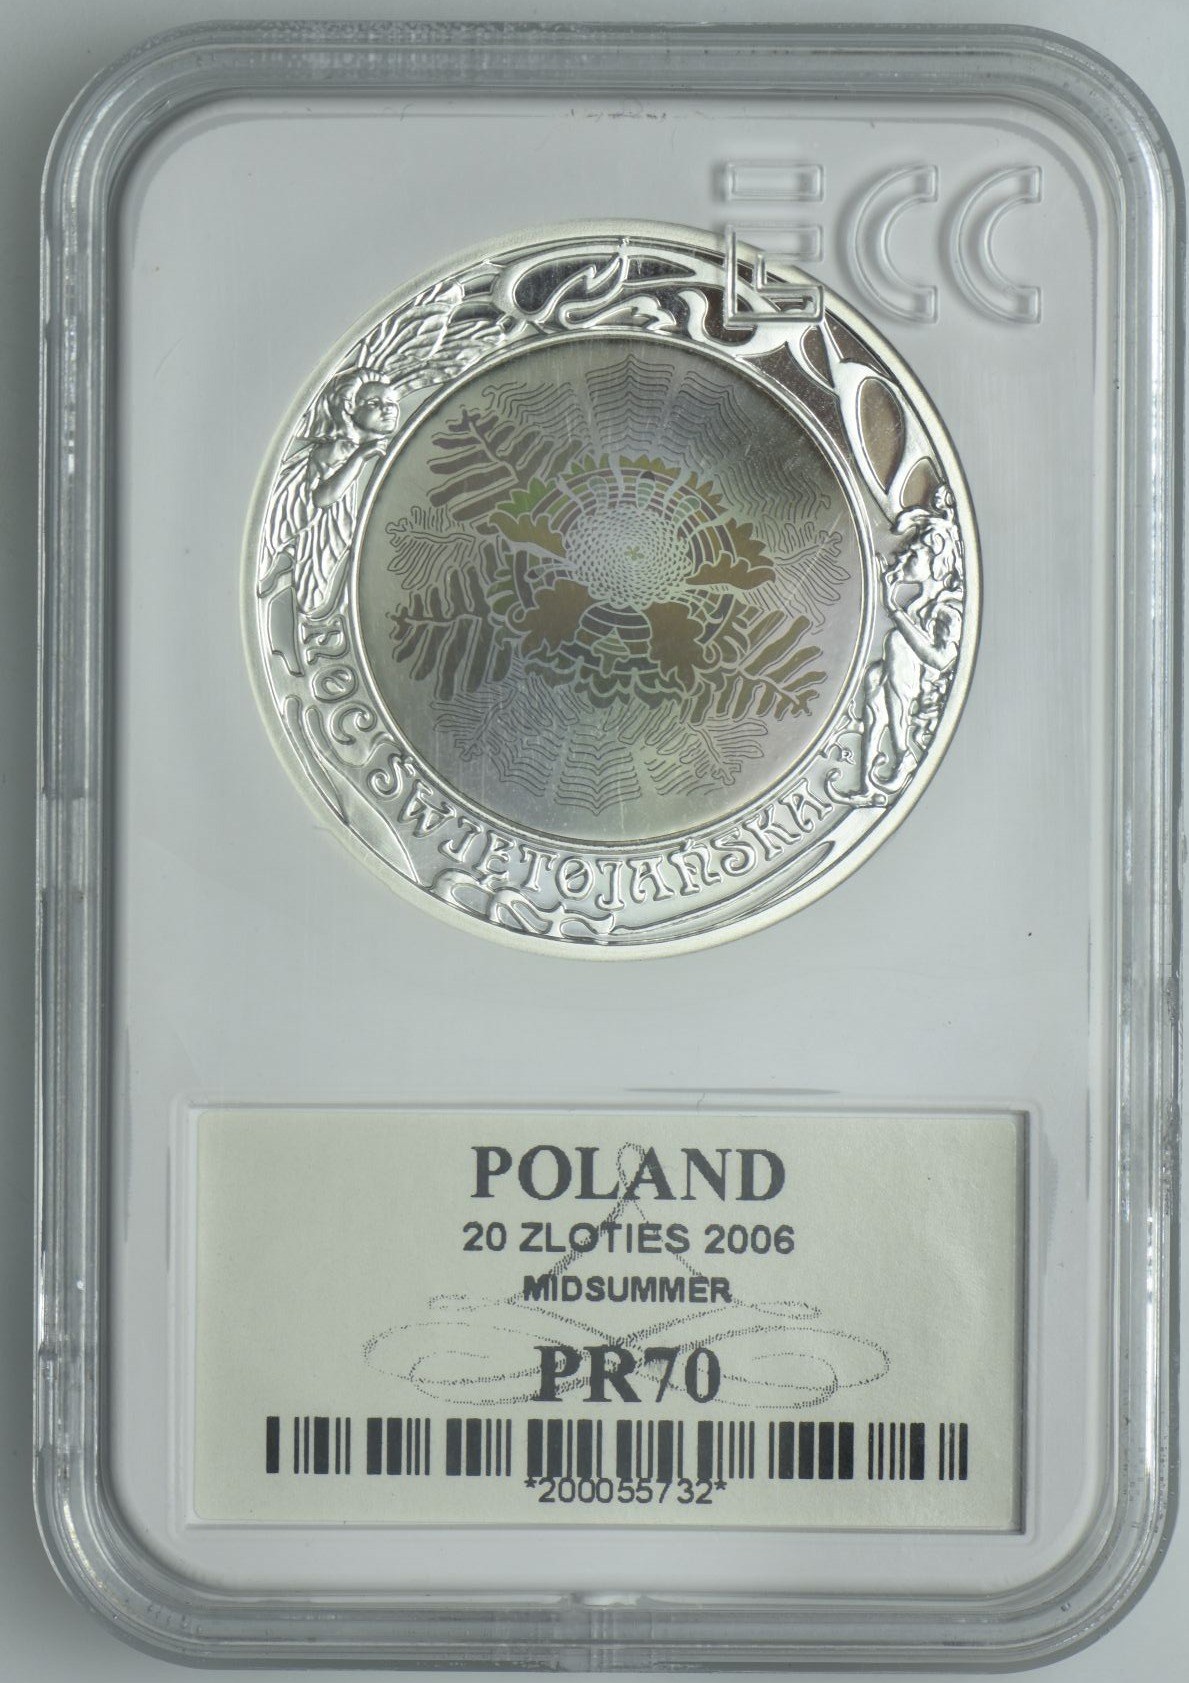 ECC
NOC ŚWIĘTOJAŃSKA
POLAND
20 ZLOTIES 2006
MIDSUMMER
PR70
*200055732*